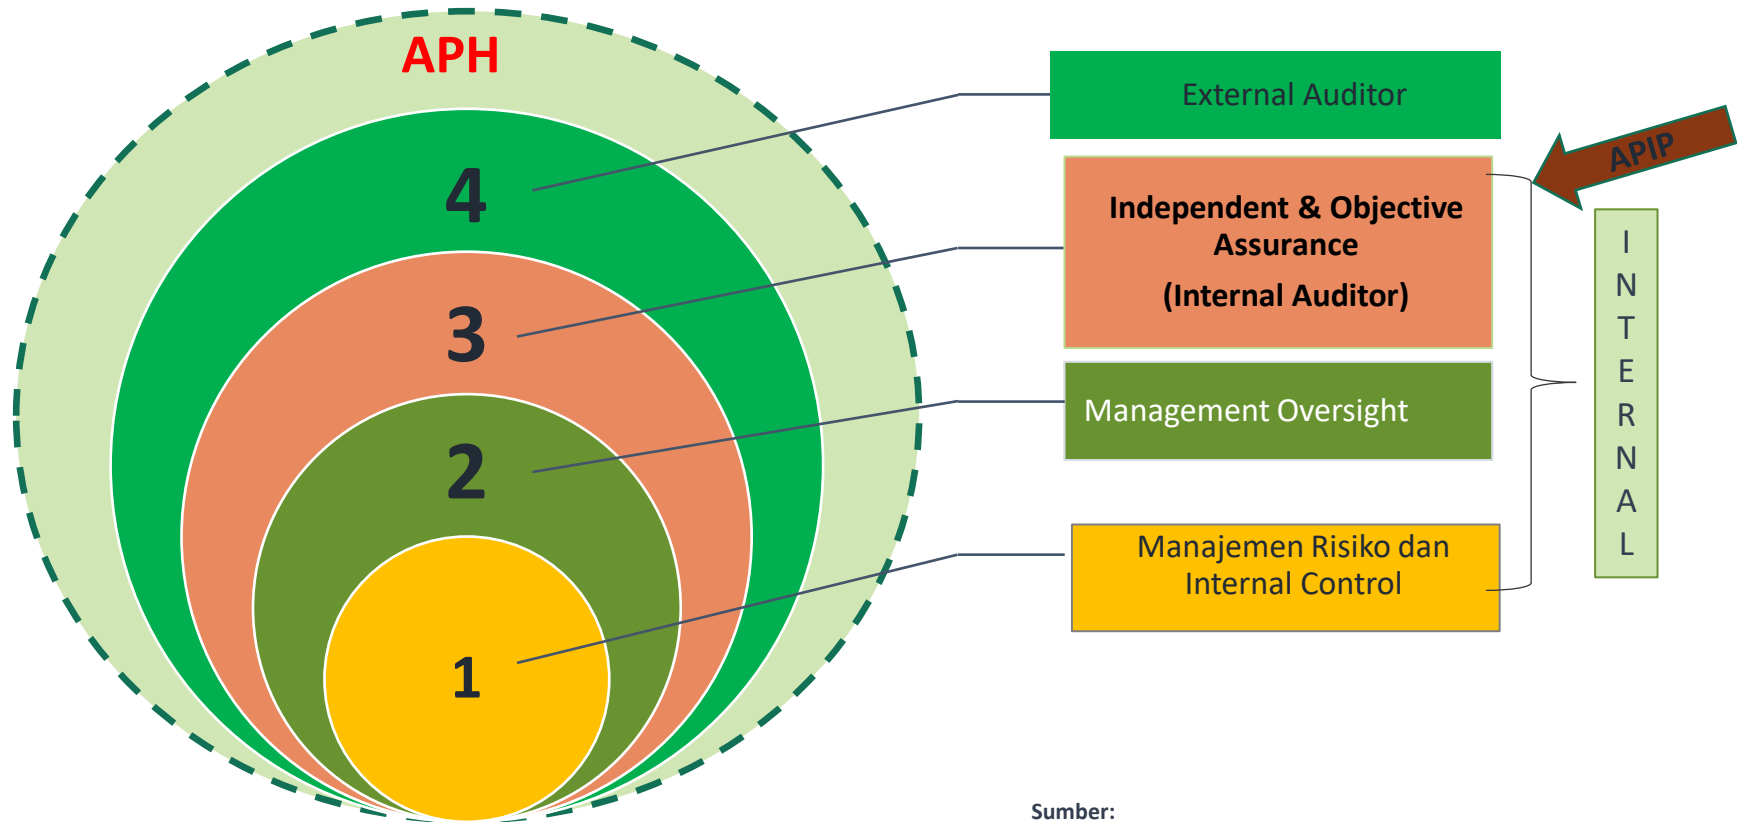 APH
4
3
2
1
External Auditor
Independent & Objective
Assurance
(Internal Auditor)
Management Oversight
Manajemen Risiko dan
Internal Control
APIP
I
N
T
E
R
N
A
L
Sumber: